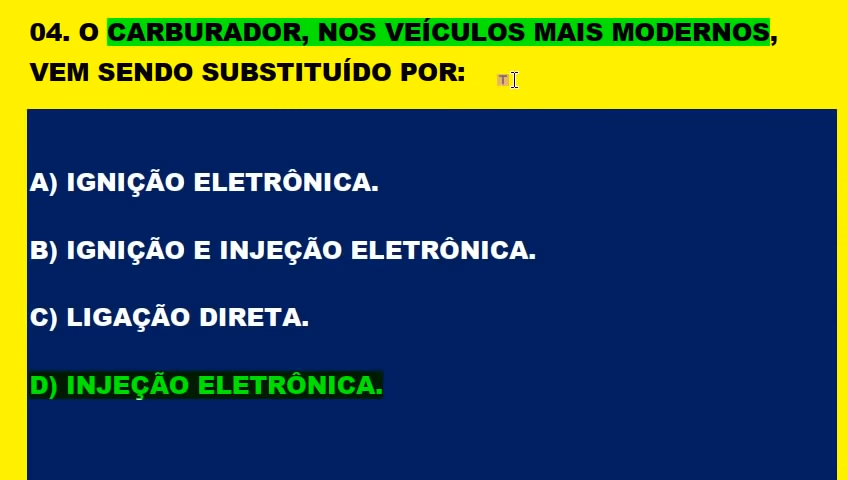 04. O CARBURADOR, NOS VEÍCULOS MAIS MODERNOS,
VEM SENDO SUBSTITUÍDO POR:
A) IGNIÇÃO ELETRÔNICA.
B) IGNIÇÃO E INJEÇÃO ELETRÔNICA.
C) LIGAÇÃO DIRETA.
D) INJEÇÃO ELETRÔNICA.